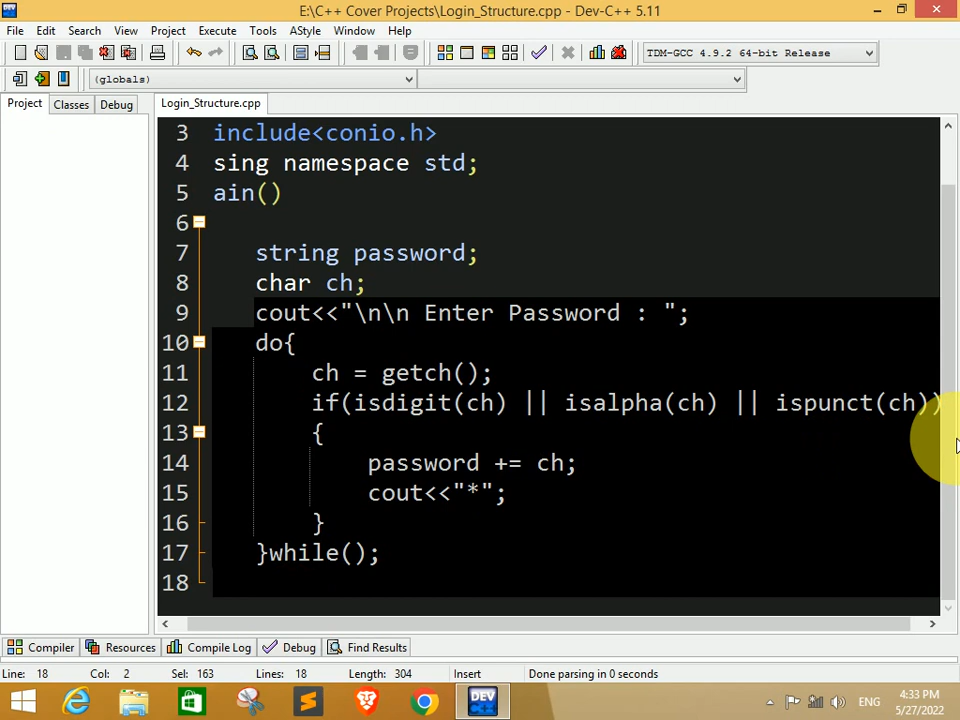 E:\C++ Cover Projects\Login_Structure.cpp - Dev-C++ 5.11
File Edit Search View Project Execute Tools AStyle Window Help
TDM-GCC 4.9.2 64-bit Release
(globals)
Project Classes Debug Login_Structure.cpp
3 include<conio.h>
4 sing namespace std;
5 ain()
6
7 string password;
8 char ch;
9 cout<<"\n\n Enter Password : ";
10 do{
11 ch = getch();
12 if(isdigit(ch) || isalpha(ch) || ispunct(ch))
13 {
14 password += ch;
15 cout<<"*";
16 }
17 }while();
18
Compiler Resources Compile Log Debug Find Results
Line: 18 Col: 2 Sel: 163 Lines: 18 Length: 304 Insert Done parsing in 0 seconds
DEV
ENG
4:33 PM
5/27/2022